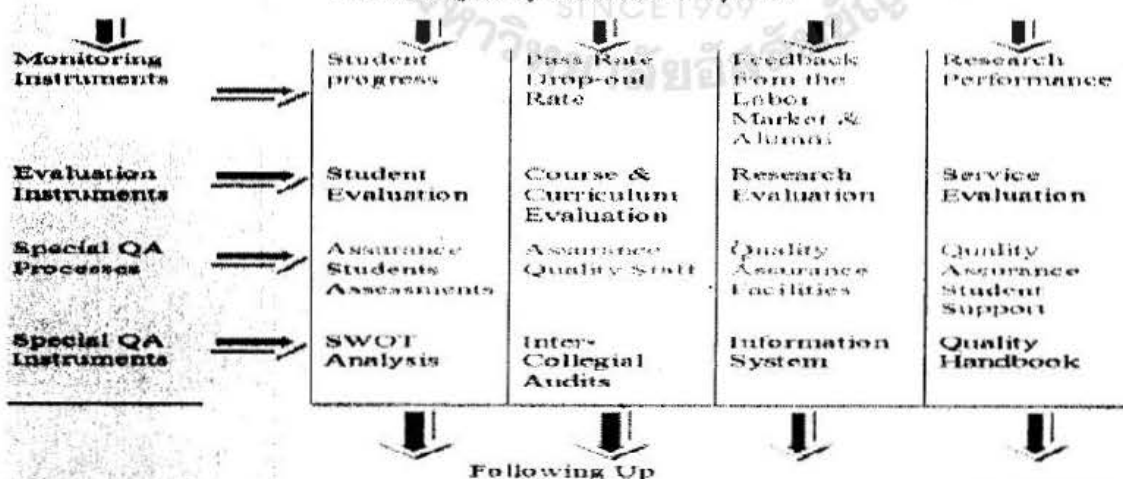 SINCE1969
Monitoring
Instruments
Student
progress
Pass Rate
Drop-out
Rate
Feedback
from the
Labor
Market &
Alumni
Research
Performance
Evaluation
Instruments
Student
Evaluation
Course &
Curriculum
Evaluation
Research
Evaluation
Service
Evaluation
Special QA
Processes
Assurance
Students
Assessments
Assurance
Quality Staff
Quality
Assurance
Facilities
Quality
Assurance
Student
Support
Special QA
Instruments
SWOT
Analysis
Inter-
Collegial
Audits
Information
System
Quality
Handbook
Following Up